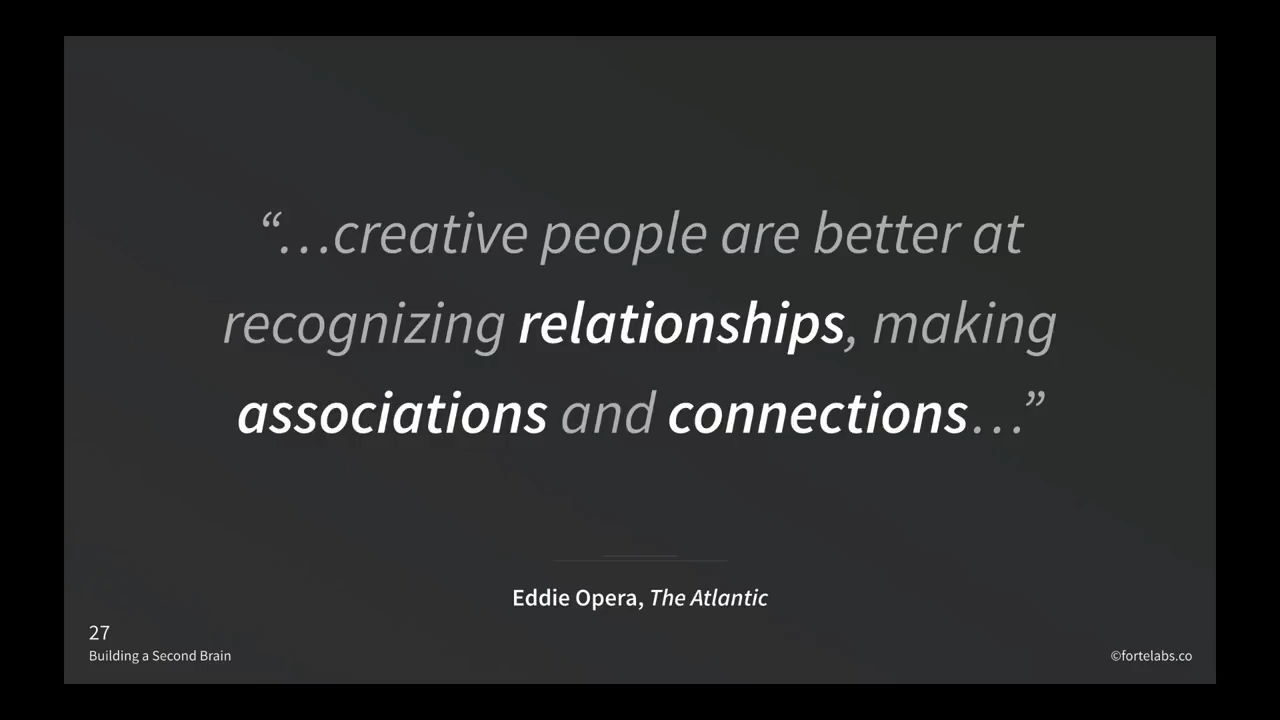 “…creative people are better at
recognizing relationships, making
associations and connections…”
Eddie Opera, The Atlantic
27
Building a Second Brain
©fortelabs.co